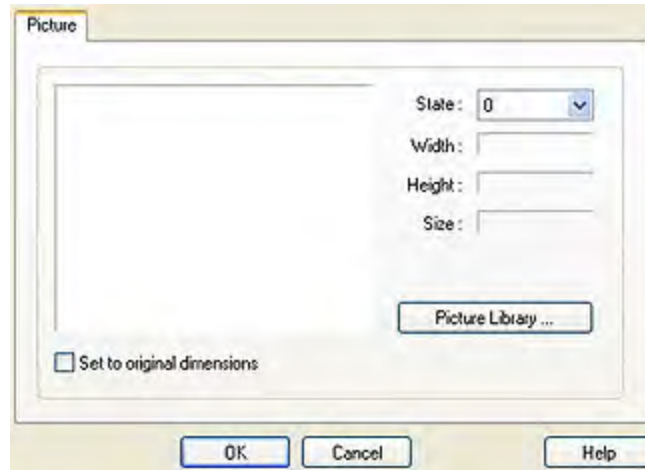 Picture
State: 0
Width:
Height:
Size:
Picture Library ...
Set to original dimensions
OK Cancel Help